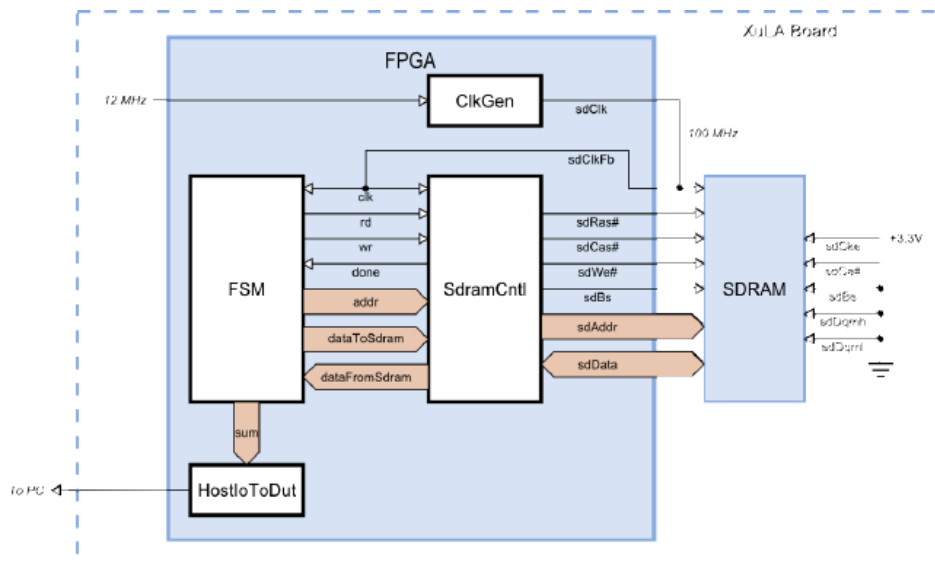 XuLA Board
FPGA
12 MHz
ClkGen
sdClk
100 MHz
sdClkFb
clk
rd
wr
done
addr
dataToSdram
dataFromSdram
FSM
SdramCntl
sdRas#
sdCas#
sdWe#
sdBs
sdAddr
sdData
SDRAM
+3.3V
sdCke
sdBs
sdDqmh
sdDqml
sum
HostIoToDut
To PC